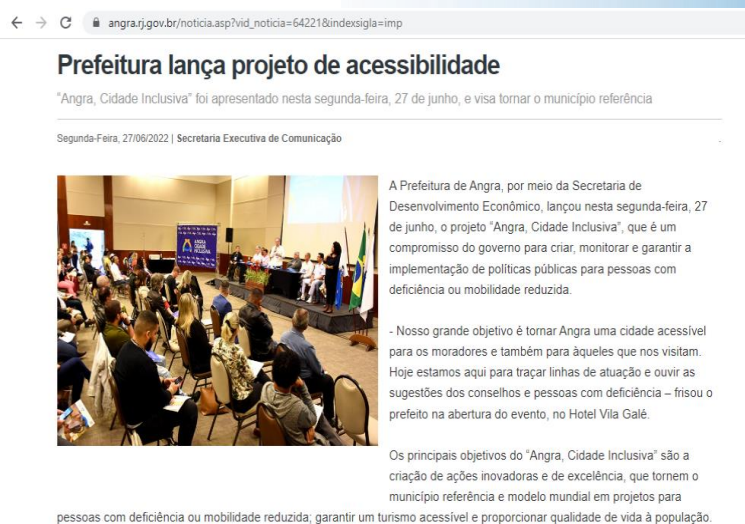 angra.rj.gov.br/noticia.asp?vid_noticia=64221&indexsigla=imp
Prefeitura lança projeto de acessibilidade
"Angra, Cidade Inclusiva" foi apresentado nesta segunda-feira, 27 de junho, e visa tornar o município referência
Segunda-Feira, 27/06/2022 | Secretaria Executiva de Comunicação
ANGRA
CIDADE
INCLUSIVA
A Prefeitura de Angra, por meio da Secretaria de
Desenvolvimento Econômico, lançou nesta segunda-feira, 27
de junho, o projeto "Angra, Cidade Inclusiva", que é um
compromisso do governo para criar, monitorar e garantir a
implementação de políticas públicas para pessoas com
deficiência ou mobilidade reduzida.
- Nosso grande objetivo é tornar Angra uma cidade acessível
para os moradores e também para àqueles que nos visitam.
Hoje estamos aqui para traçar linhas de atuação e ouvir as
sugestões dos conselhos e pessoas com deficiência – frisou o
prefeito na abertura do evento, no Hotel Vila Galé.
Os principais objetivos do "Angra, Cidade Inclusiva" são a
criação de ações inovadoras e de excelência, que tornem o
município referência e modelo mundial em projetos para
pessoas com deficiência ou mobilidade reduzida; garantir um turismo acessível e proporcionar qualidade de vida à população.